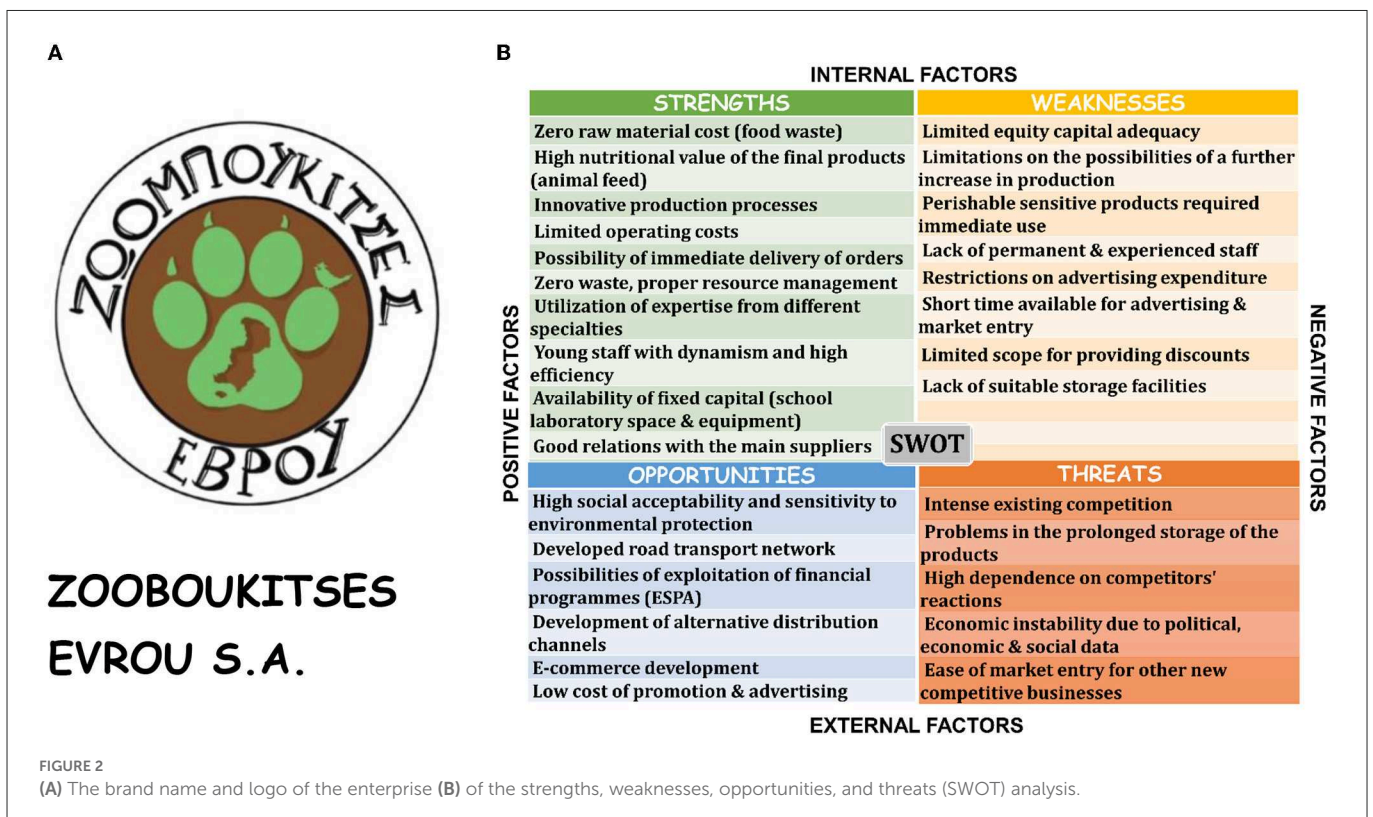 A
ΖΩΟΜΠΟΥΚΙΤΣΕΣ
ΕΒΡΟΥ
ZOOBOUKITSES
EVROU S.A.
B
INTERNAL FACTORS
POSITIVE FACTORS
NEGATIVE FACTORS
STRENGTHS
Zero raw material cost (food waste)
High nutritional value of the final products
(animal feed)
Innovative production processes
Limited operating costs
Possibility of immediate delivery of orders
Zero waste, proper resource management
Utilization of expertise from different
specialties
Young staff with dynamism and high
efficiency
Availability of fixed capital (school
laboratory space & equipment)
Good relations with the main suppliers
WEAKNESSES
Limited equity capital adequacy
Limitations on the possibilities of a further
increase in production
Perishable sensitive products required
immediate use
Lack of permanent & experienced staff
Restrictions on advertising expenditure
Short time available for advertising &
market entry
Limited scope for providing discounts
Lack of suitable storage facilities
SWOT
OPPORTUNITIES
High social acceptability and sensitivity to
environmental protection
Developed road transport network
Possibilities of exploitation of financial
programmes (ESPA)
Development of alternative distribution
channels
E-commerce development
Low cost of promotion & advertising
THREATS
Intense existing competition
Problems in the prolonged storage of the
products
High dependence on competitors'
reactions
Economic instability due to political,
economic & social data
Ease of market entry for other new
competitive businesses
EXTERNAL FACTORS
FIGURE 2
(A) The brand name and logo of the enterprise (B) of the strengths, weaknesses, opportunities, and threats (SWOT) analysis.